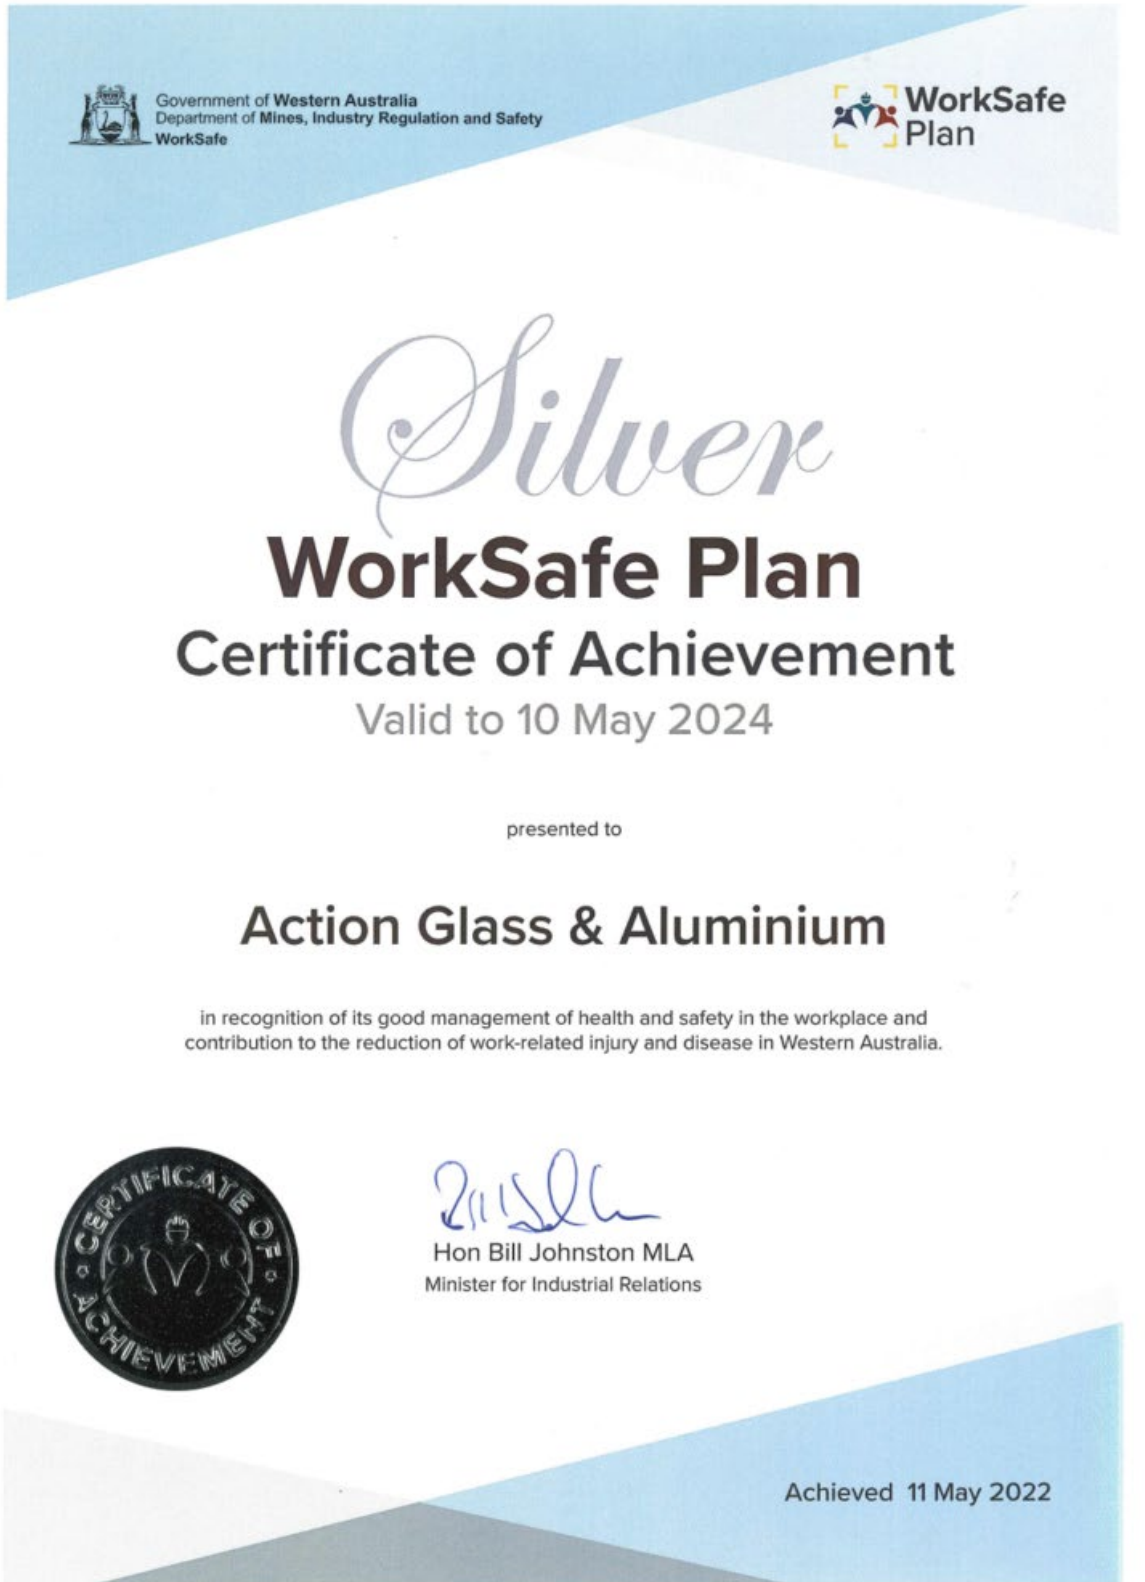 Government of Western Australia
Department of Mines, Industry Regulation and Safety
WorkSafe
WorkSafe
Plan
Silver
WorkSafe Plan
Certificate of Achievement
Valid to 10 May 2024
presented to
Action Glass & Aluminium
in recognition of its good management of health and safety in the workplace and
contribution to the reduction of work-related injury and disease in Western Australia.
CERTIFICATE OF
ACHIEVEMENT
Hon Bill Johnston MLA
Minister for Industrial Relations
Achieved 11 May 2022